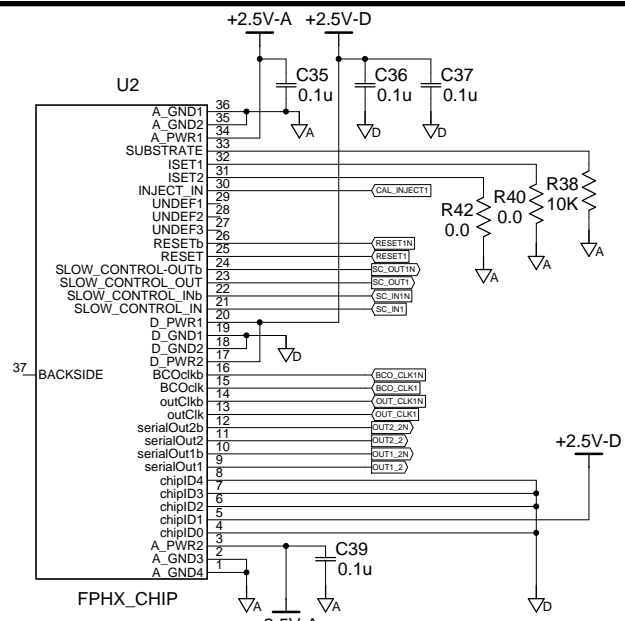 +2.5V-A
+2.5V-D
C35
0.1u
C36
0.1u
C37
0.1u
U2
A
D
D
A_GND1 36
A_GND2 35
A_PWR1 34
SUBSTRATE 33
ISET1 32
ISET2 31
INJECT_IN 30 CAL_INJECT1
UNDEF1 29
UNDEF2 28
UNDEF3 27
RESETb 26 RESET1N
RESET 25 RESET1
SLOW_CONTROL-OUTb 24 SC_OUT1N
SLOW_CONTROL_OUT 23 SC_OUT1
SLOW_CONTROL_INb 22 SC_IN1N
SLOW_CONTROL_IN 21 SC_IN1
D_PWR1 20
D_GND1 19
D_GND2 18
D_PWR2 17
BCOclkb 16 BCO_CLK1N
BCOclk 15 BCO_CLK1
outClkb 14 OUT_CLK1N
outClk 13 OUT_CLK1
serialOut2b 12 OUT2_2N
serialOut2 11 OUT2_2
serialOut1b 10 OUT1_2N
serialOut1 9 OUT1_2
chipID4 8
chipID3 7
chipID2 6
chipID1 5
chipID0 4
A_PWR2 3
A_GND3 2
A_GND4 1
37 BACKSIDE
R42
0.0
R40
0.0
R38
10K
A
A
A
D
+2.5V-D
C39
0.1u
FPHX_CHIP
A
A
D